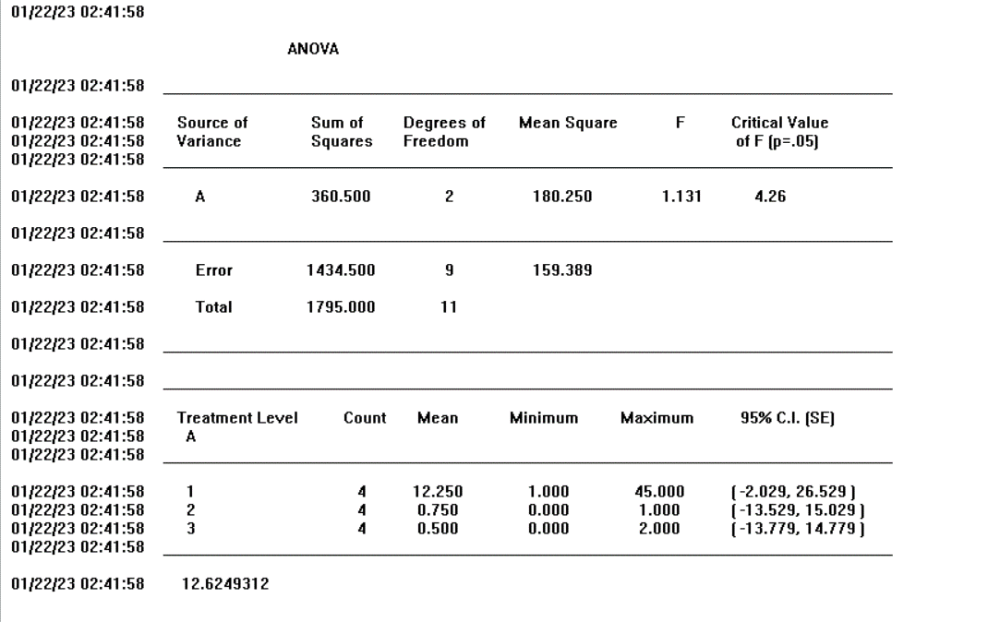 01/22/23 02:41:58
ANOVA
01/22/23 02:41:58
01/22/23 02:41:58 Source of Sum of Degrees of Mean Square F Critical Value
01/22/23 02:41:58 Variance Squares Freedom of F (p=.05)
01/22/23 02:41:58
01/22/23 02:41:58 A 360.500 2 180.250 1.131 4.26
01/22/23 02:41:58
01/22/23 02:41:58 Error 1434.500 9 159.389
01/22/23 02:41:58 Total 1795.000 11
01/22/23 02:41:58
01/22/23 02:41:58
01/22/23 02:41:58 Treatment Level Count Mean Minimum Maximum 95% C.I. (SE)
01/22/23 02:41:58 A
01/22/23 02:41:58
01/22/23 02:41:58 1 4 12.250 1.000 45.000 ( -2.029, 26.529 )
01/22/23 02:41:58 2 4 0.750 0.000 1.000 ( -13.529, 15.029 )
01/22/23 02:41:58 3 4 0.500 0.000 2.000 ( -13.779, 14.779 )
01/22/23 02:41:58
01/22/23 02:41:58 12.6249312